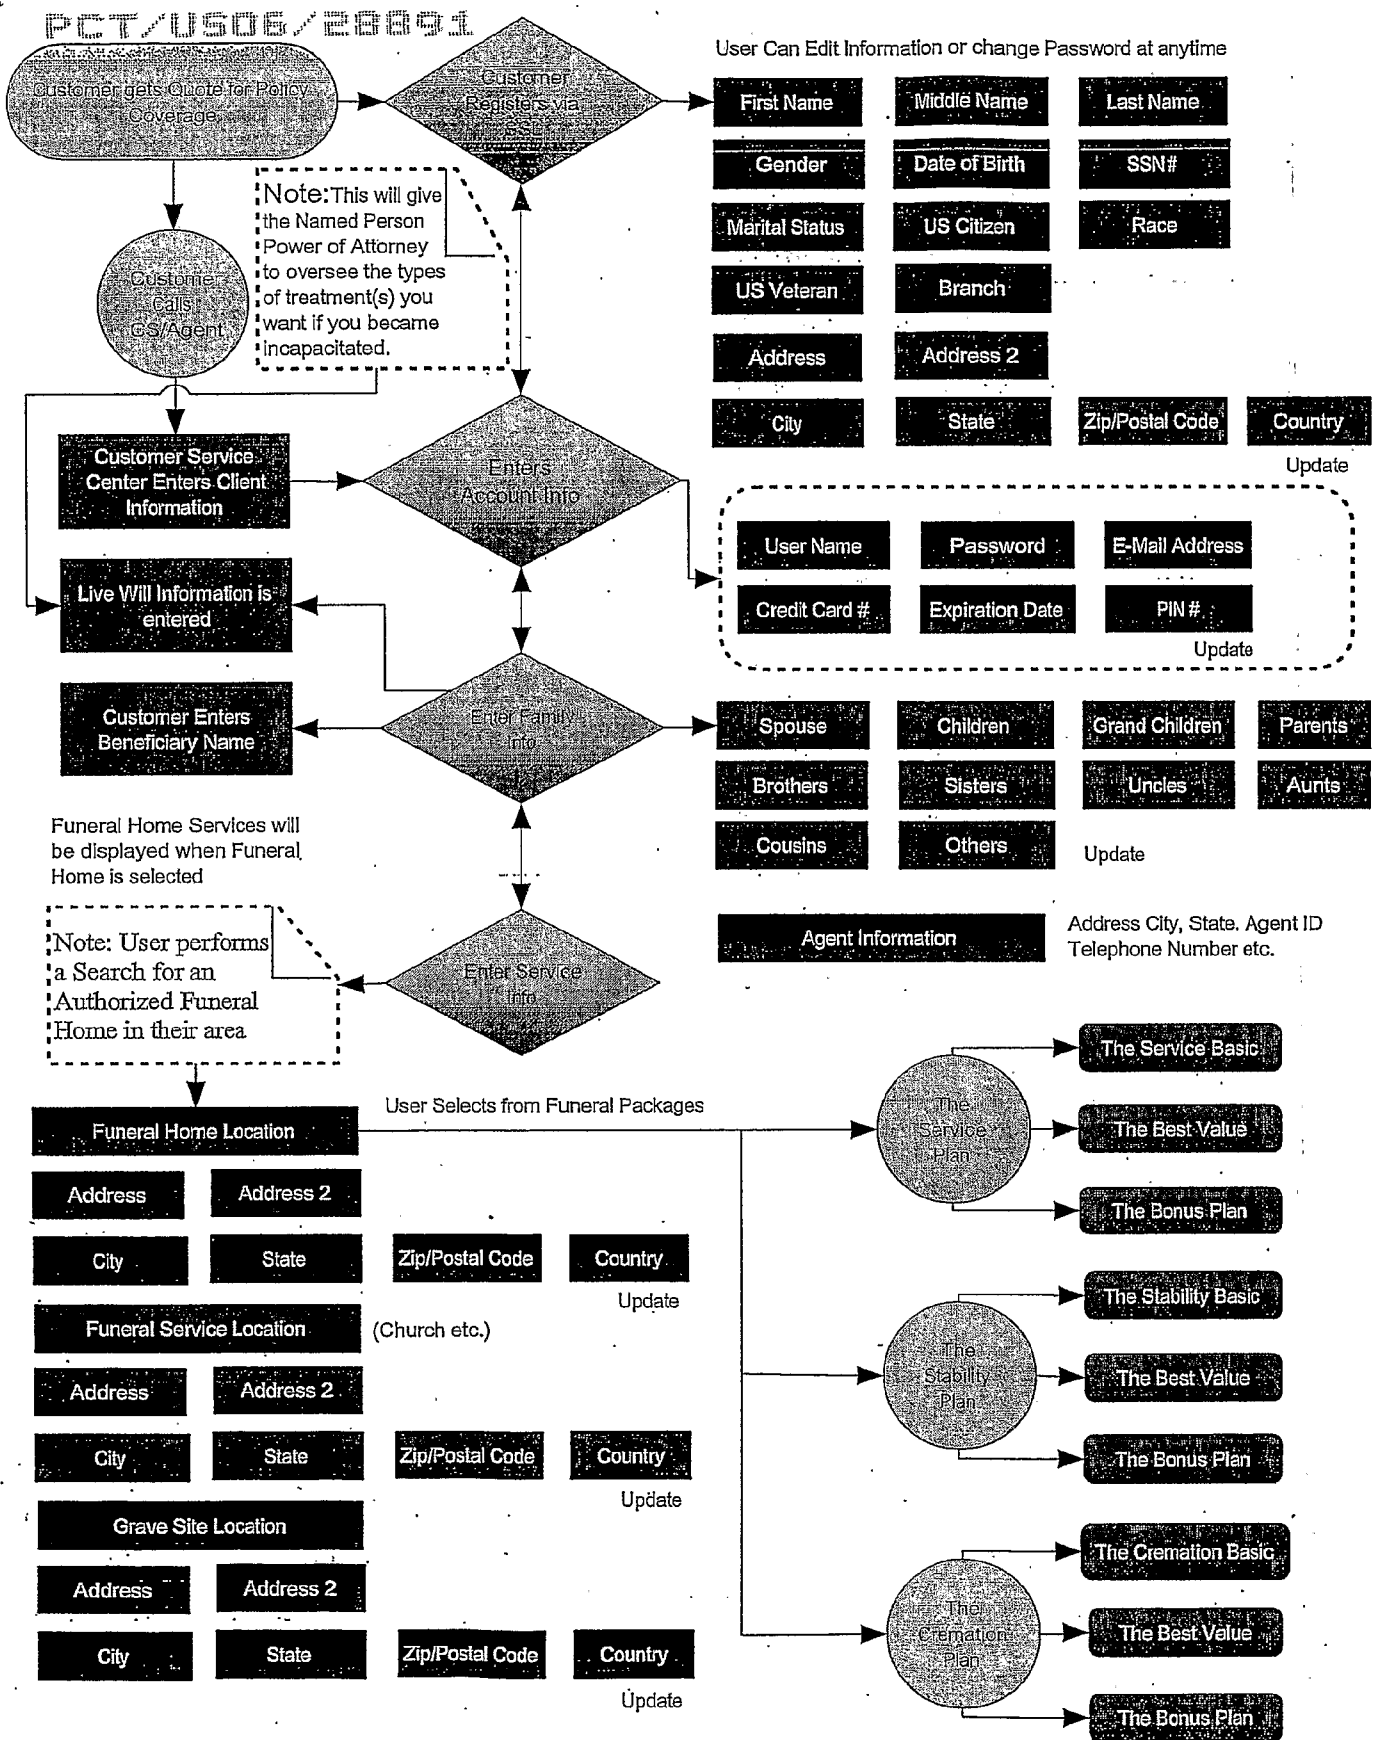 PCT/US06/28891
User Can Edit Information or change Password at anytime
Customer gets Quote for Policy
Coverage
Customer
Registers via
SSL
First Name
Middle Name
Last Name
Gender
Date of Birth
SSN#
Marital Status
US Citizen
Race
US Veteran
Branch
Address
Address 2
City
State
Zip/Postal Code
Country
Update
Note: This will give
the Named Person
Power of Attorney
to oversee the types
of treatment(s) you
want if you became
incapacitated.
Customer
Calls
CS/Agent
Customer Service
Center Enters Client
Information
Enters
Account Info
User Name
Password
E-Mail Address
Credit Card #
Expiration Date
PIN #
Update
Live Will Information is
entered
Customer Enters
Beneficiary Name
Enter Family
Info
Spouse
Children
Grand Children
Parents
Brothers
Sisters
Uncles
Aunts
Cousins
Others
Update
Funeral Home Services will
be displayed when Funeral
Home is selected
Note: User performs
a Search for an
Authorized Funeral
Home in their area
Enter Service
Info
Agent Information
Address City, State. Agent ID
Telephone Number etc.
Funeral Home Location
User Selects from Funeral Packages
Address
Address 2
City
State
Zip/Postal Code
Country
Update
Funeral Service Location
(Church etc.)
Address
Address 2
City
State
Zip/Postal Code
Country
Update
Grave Site Location
Address
Address 2
City
State
Zip/Postal Code
Country
Update
The
Service
Plan
The Service Basic
The Best Value
The Bonus Plan
The
Stability
Plan
The Stability Basic
The Best Value
The Bonus Plan
The
Cremation
Plan
The Cremation Basic
The Best Value
The Bonus Plan